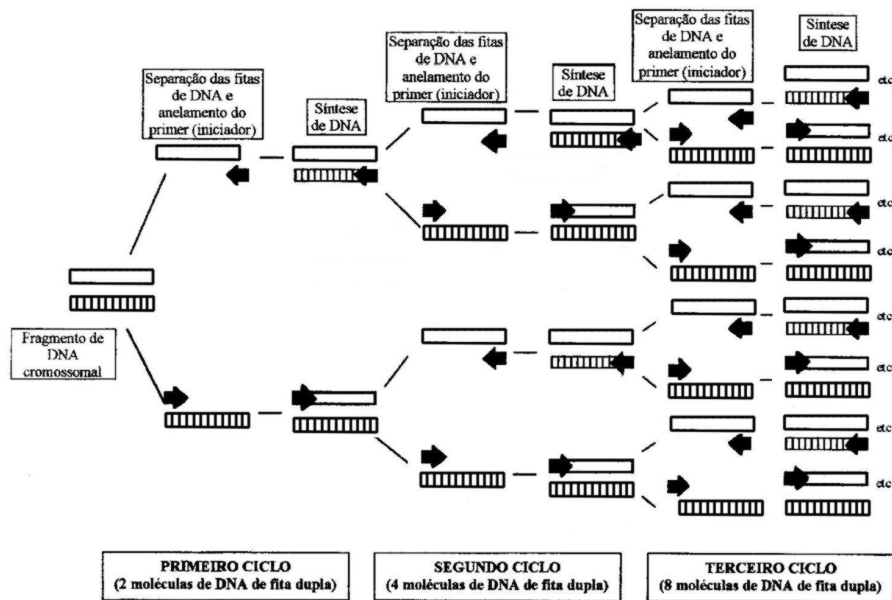 Separação das fitas
de DNA e
anelamento do
primer (iniciador)
Síntese
de DNA
Separação das fitas
de DNA e
anelamento do
primer (iniciador)
Síntese
de DNA
Separação das fitas
de DNA e
anelamento do
primer (iniciador)
Síntese
de DNA
etc
etc
etc
etc
etc
etc
etc
etc
Fragmento de
DNA
cromossomal
PRIMEIRO CICLO
(2 moléculas de DNA de fita dupla)
SEGUNDO CICLO
(4 moléculas de DNA de fita dupla)
TERCEIRO CICLO
(8 moléculas de DNA de fita dupla)